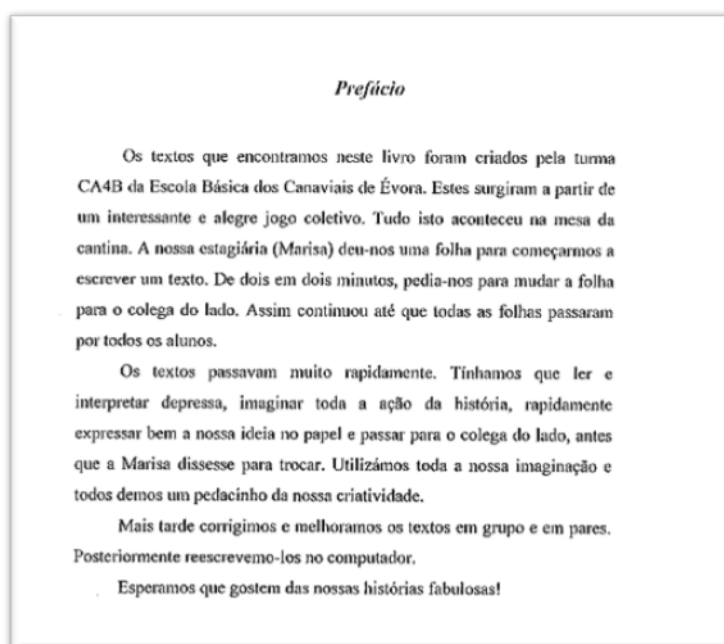 Prefácio
Os textos que encontramos neste livro foram criados pela turma
CA4B da Escola Básica dos Canaviais de Évora. Estes surgiram a partir de
um interessante e alegre jogo coletivo. Tudo isto aconteceu na mesa da
cantina. A nossa estagiária (Marisa) deu-nos uma folha para começarmos a
escrever um texto. De dois em dois minutos, pedia-nos para mudar a folha
para o colega do lado. Assim continuou até que todas as folhas passaram
por todos os alunos.
Os textos passavam muito rapidamente. Tínhamos que ler e
interpretar depressa, imaginar toda a ação da história, rapidamente
expressar bem a nossa ideia no papel e passar para o colega do lado, antes
que a Marisa dissesse para trocar. Utilizámos toda a nossa imaginação e
todos demos um pedacinho da nossa criatividade.
Mais tarde corrigimos e melhoramos os textos em grupo e em pares.
Posteriormente reescrevemo-los no computador.
Esperamos que gostem das nossas histórias fabulosas!